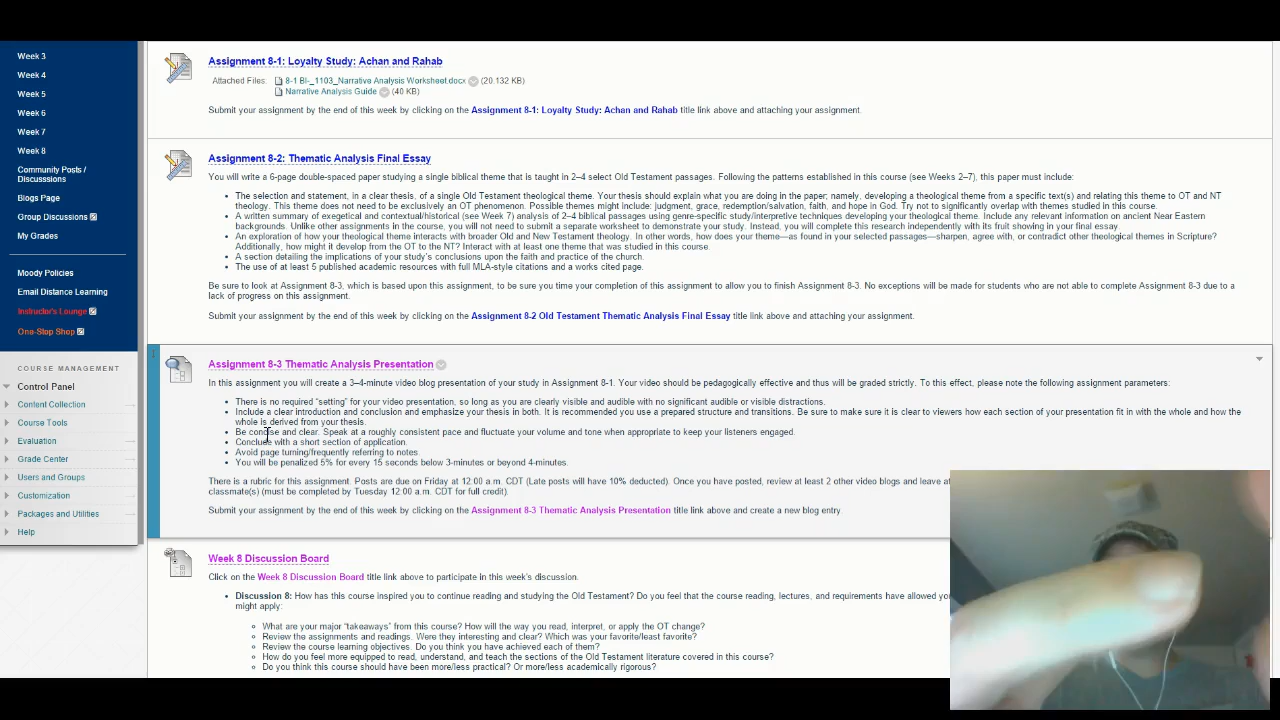 Week 3
Week 4
Week 5
Week 6
Week 7
Week 8
Community Posts /
Discusssions
Blogs Page
Group Discussions
My Grades
Moody Policies
Email Distance Learning
Instructor's Lounge
One-Stop Shop
COURSE MANAGEMENT
Control Panel
Content Collection
Course Tools
Evaluation
Grade Center
Users and Groups
Customization
Packages and Utilities
Help
Assignment 8-1: Loyalty Study: Achan and Rahab
Attached Files: 8-1 BI-_1103_Narrative Analysis Worksheet.docx (20.132 KB)
Narrative Analysis Guide (40 KB)
Submit your assignment by the end of this week by clicking on the Assignment 8-1: Loyalty Study: Achan and Rahab title link above and attaching your assignment.
Assignment 8-2: Thematic Analysis Final Essay
You will write a 6-page double-spaced paper studying a single biblical theme that is taught in 2–4 select Old Testament passages. Following the patterns established in this course (see Weeks 2–7), this paper must include:
The selection and statement, in a clear thesis, of a single Old Testament theological theme. Your thesis should explain what you are doing in the paper; namely, developing a theological theme from a specific text(s) and relating this theme to OT and NT
theology. This theme does not need to be exclusively an OT phenomenon. Possible themes might include: judgment, grace, redemption/salvation, faith, and hope in God. Try not to significantly overlap with themes studied in this course.
A written summary of exegetical and contextual/historical (see Week 7) analysis of 2–4 biblical passages using genre-specific study/interpretive techniques developing your theological theme. Include any relevant information on ancient Near Eastern
backgrounds. Unlike other assignments in the course, you will not need to submit a separate worksheet to demonstrate your study. Instead, you will complete this research independently with its fruit showing in your final essay.
An exploration of how your theological theme interacts with broader Old and New Testament theology. In other words, how does your theme—as found in your selected passages—sharpen, agree with, or contradict other theological themes in Scripture?
Additionally, how might it develop from the OT to the NT? Interact with at least one theme that was studied in this course.
A section detailing the implications of your study's conclusions upon the faith and practice of the church.
The use of at least 5 published academic resources with full MLA-style citations and a works cited page.
Be sure to look at Assignment 8-3, which is based upon this assignment, to be sure you time your completion of this assignment to allow you to finish Assignment 8-3. No exceptions will be made for students who are not able to complete Assignment 8-3 due to a
lack of progress on this assignment.
Submit your assignment by the end of this week by clicking on the Assignment 8-2 Old Testament Thematic Analysis Final Essay title link above and attaching your assignment.
Assignment 8-3 Thematic Analysis Presentation
In this assignment you will create a 3–4-minute video blog presentation of your study in Assignment 8-1. Your video should be pedagogically effective and thus will be graded strictly. To this effect, please note the following assignment parameters:
There is no required "setting" for your video presentation, so long as you are clearly visible and audible with no significant audible or visible distractions.
Include a clear introduction and conclusion and emphasize your thesis in both. It is recommended you use a prepared structure and transitions. Be sure to make sure it is clear to viewers how each section of your presentation fit in with the whole and how the
whole is derived from your thesis.
Be concise and clear. Speak at a roughly consistent pace and fluctuate your volume and tone when appropriate to keep your listeners engaged.
Conclude with a short section of application.
Avoid page turning/frequently referring to notes.
You will be penalized 5% for every 15 seconds below 3-minutes or beyond 4-minutes.
There is a rubric for this assignment. Posts are due on Friday at 12:00 a.m. CDT (Late posts will have 10% deducted). Once you have posted, review at least 2 other video blogs and leave at
classmate(s) (must be completed by Tuesday 12:00 a.m. CDT for full credit).
Submit your assignment by the end of this week by clicking on the Assignment 8-3 Thematic Analysis Presentation title link above and create a new blog entry.
Week 8 Discussion Board
Click on the Week 8 Discussion Board title link above to participate in this week's discussion.
Discussion 8: How has this course inspired you to continue reading and studying the Old Testament? Do you feel that the course reading, lectures, and requirements have allowed you
might apply:
What are your major "takeaways" from this course? How will the way you read, interpret, or apply the OT change?
Review the assignments and readings. Were they interesting and clear? Which was your favorite/least favorite?
Review the course learning objectives. Do you think you have achieved each of them?
How do you feel more equipped to read, understand, and teach the sections of the Old Testament literature covered in this course?
Do you think this course should have been more/less practical? Or more/less academically rigorous?